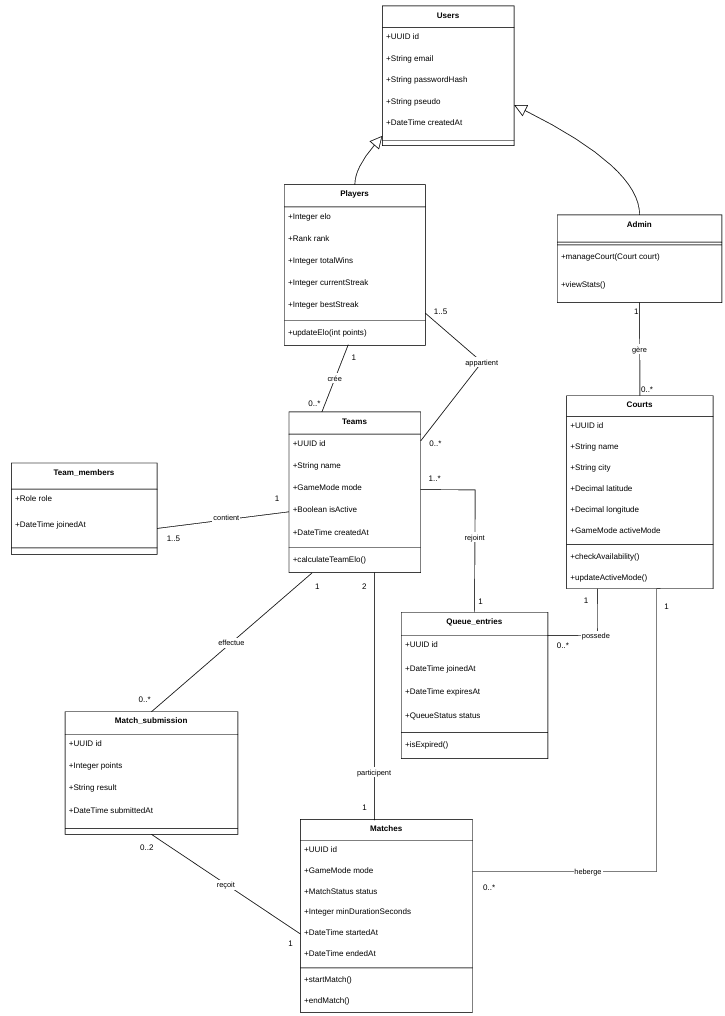 Users
+UUID id
+String email
+String passwordHash
+String pseudo
+DateTime createdAt
Players
+Integer elo
+Rank rank
+Integer totalWins
+Integer currentStreak
+Integer bestStreak
+updateElo(int points)
Admin
+manageCourt(Court court)
+viewStats()
1..5
1
appartient
1
crée
0..*
0..*
1
gère
0..*
Teams
+UUID id
+String name
+GameMode mode
+Boolean isActive
+DateTime createdAt
+calculateTeamElo()
Courts
+UUID id
+String name
+String city
+Decimal latitude
+Decimal longitude
+GameMode activeMode
+checkAvailability()
+updateActiveMode()
Team_members
+Role role
+DateTime joinedAt
1
contient
1..5
1..*
rejoint
1
1
possede
0..*
1
Queue_entries
+UUID id
+DateTime joinedAt
+DateTime expiresAt
+QueueStatus status
+isExpired()
1
effectue
0..*
2
participent
1
Match_submission
+UUID id
+Integer points
+String result
+DateTime submittedAt
0..2
reçoit
1
Matches
+UUID id
+GameMode mode
+MatchStatus status
+Integer minDurationSeconds
+DateTime startedAt
+DateTime endedAt
+startMatch()
+endMatch()
heberge
0..*